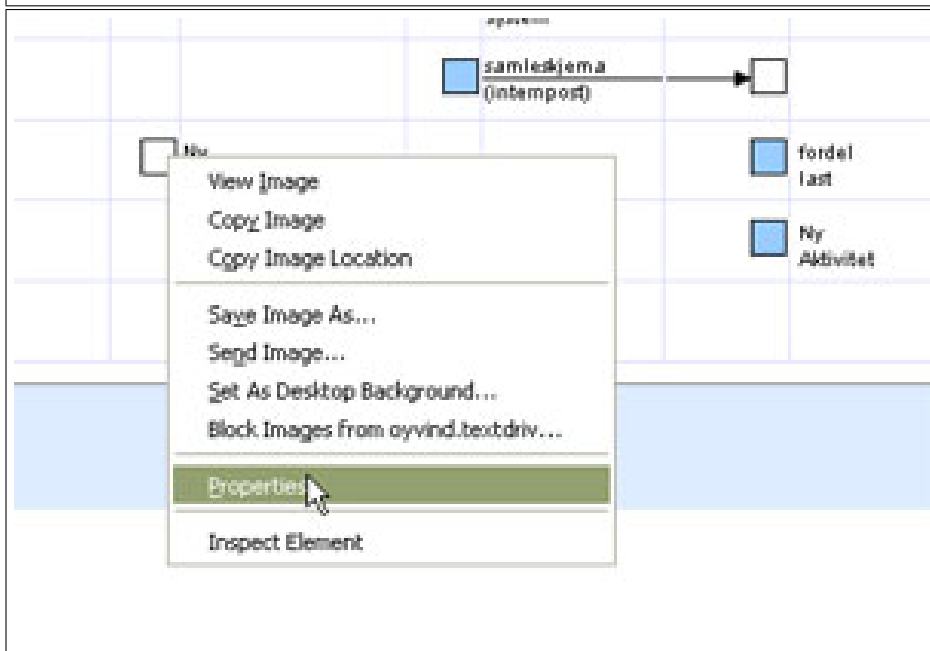 samleskjema
(internpost)
Ny
fordel
last
Ny
Aktivitet
View Image
Copy Image
Copy Image Location
Save Image As...
Send Image...
Set As Desktop Background...
Block Images from oyvind.textdriv...
Properties
Inspect Element